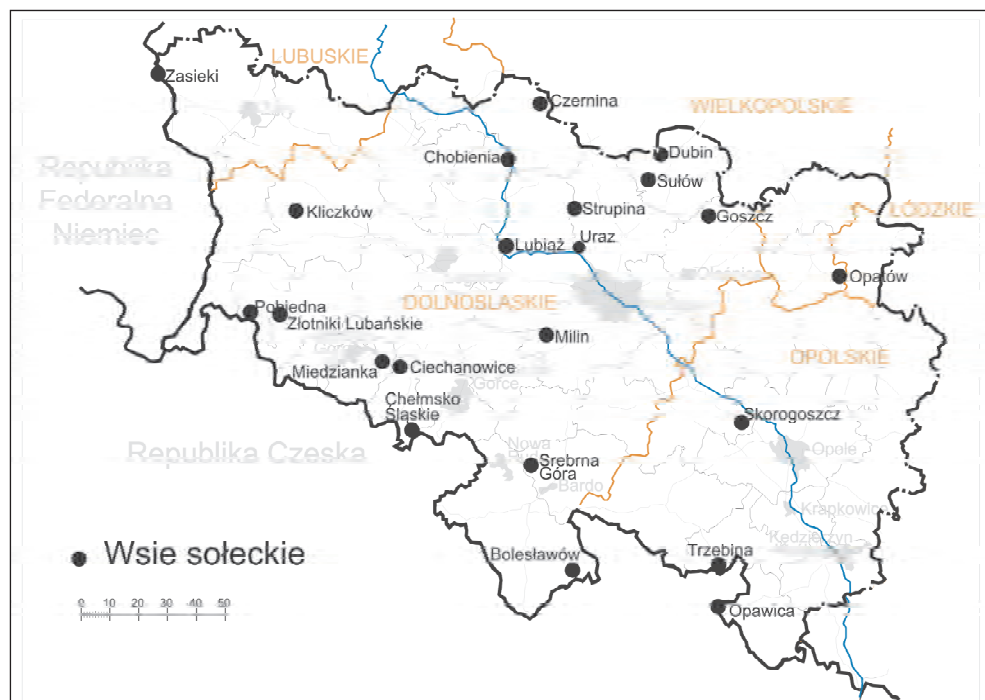 LUBUSKIE
Zasieki
Czernina
WIELKOPOLSKIE
Żary
Chobienia
Dubin
Republika
Federalna
Niemiec
Sułów
Kliczków
Strupina
Goszcz
ŁÓDZKIE
Uraz
Lubiąż
Oleśnica
Opatów
DOLNOŚLĄSKIE
Pobiedna
Złotniki Lubańskie
Milin
OPOLSKIE
Miedzianka
Ciechanowice
Gorce
Chełmsko
Śląskie
Skorogoszcz
Republika Czeska
Nowa
Opole
Srebrna
Góra
Bardo
Krapkowice
Kędzierzyn
Wsie sołeckie
Bolesławów
Trzebina
0 10 20 30 40 50
Opawica